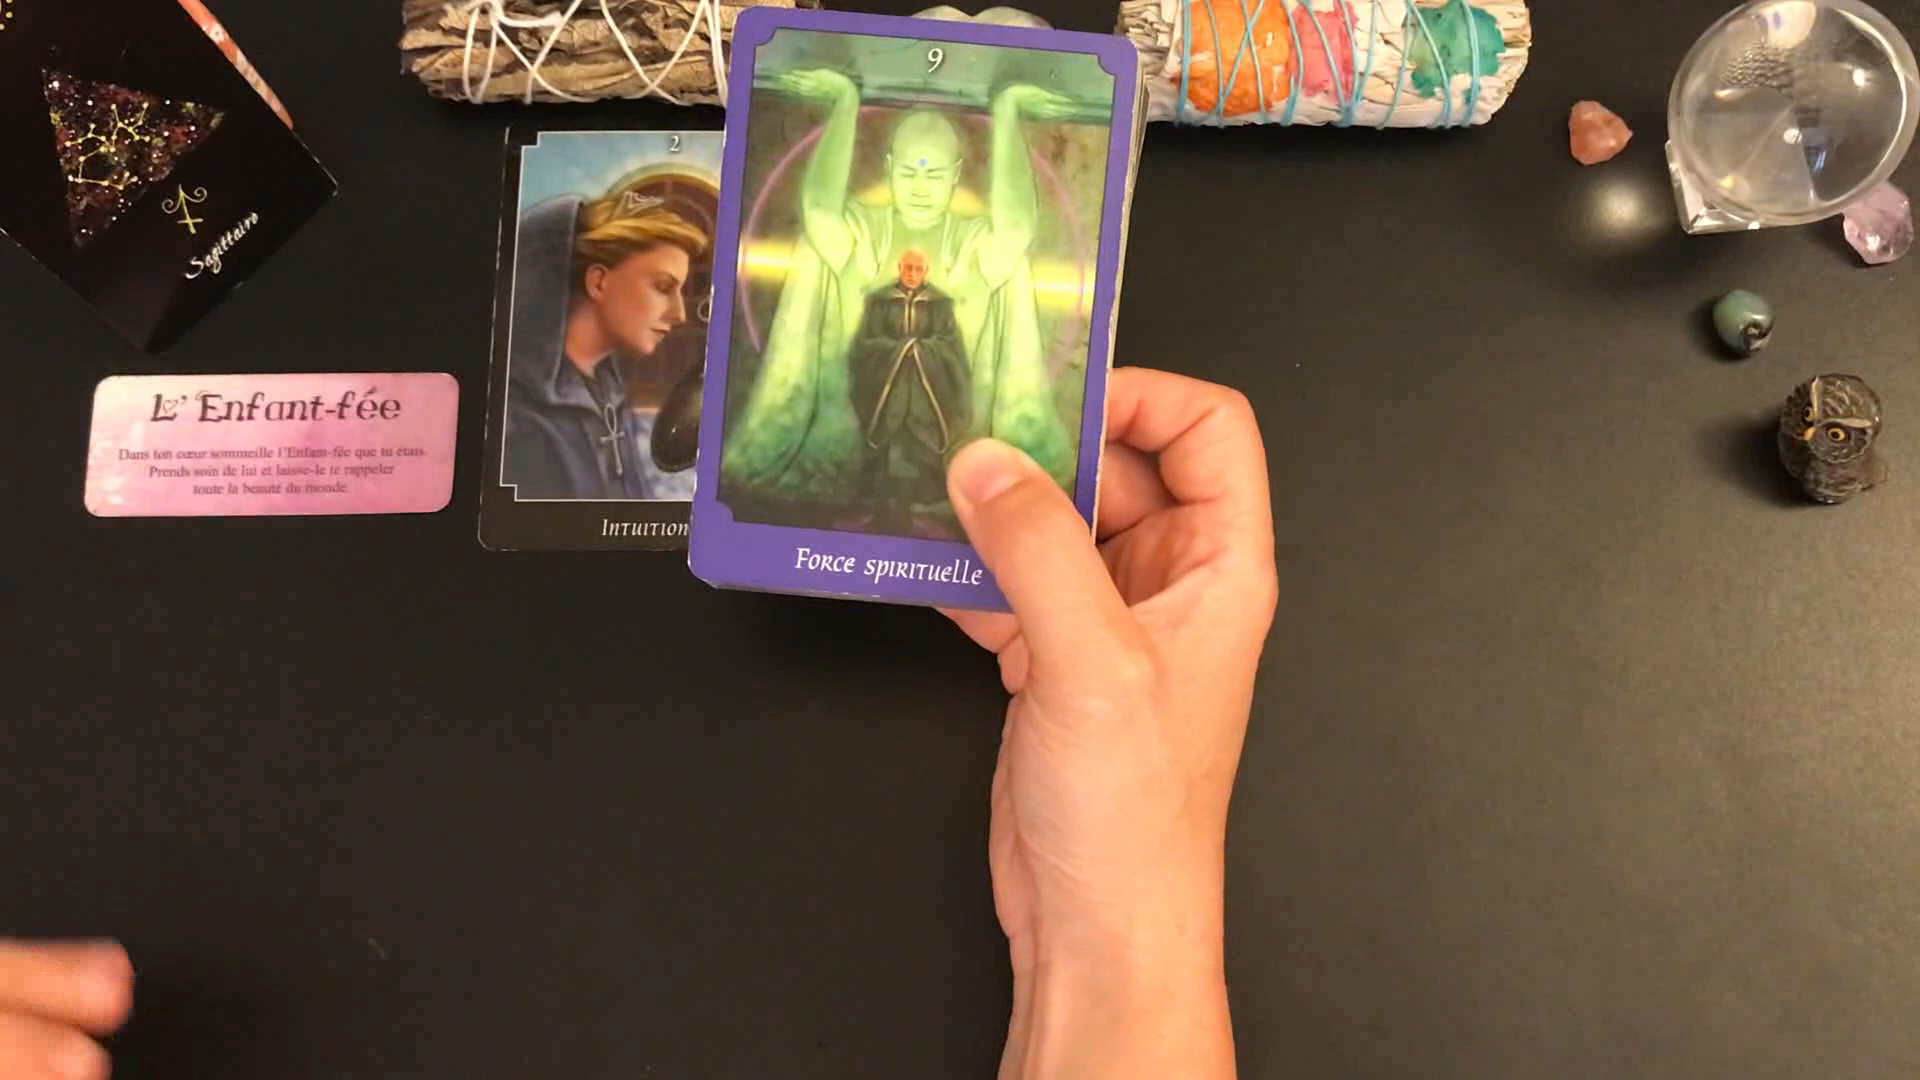 Sagittaire
L'Enfant-fée
Dans ton cœur sommeille l'Enfant-fée que tu étais.
Prends soin de lui et laisse-le te rappeler
toute la beauté du monde.
2
Intuition
9
Force spirituelle